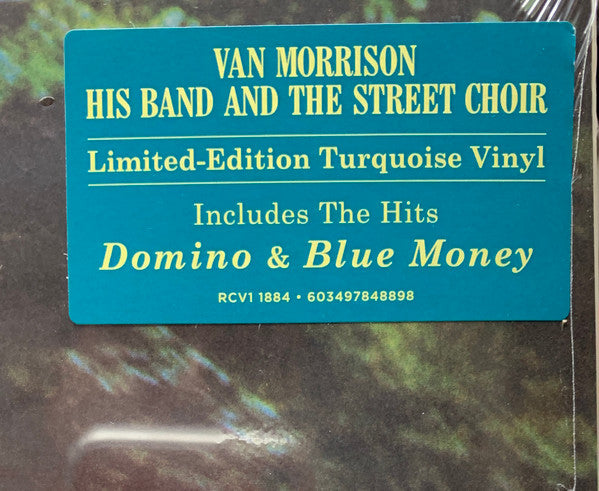 VAN MORRISON
HIS BAND AND THE STREET CHOIR
Limited-Edition Turquoise Vinyl
Includes The Hits
Domino & Blue Money
RCV1 1884 • 603497848898